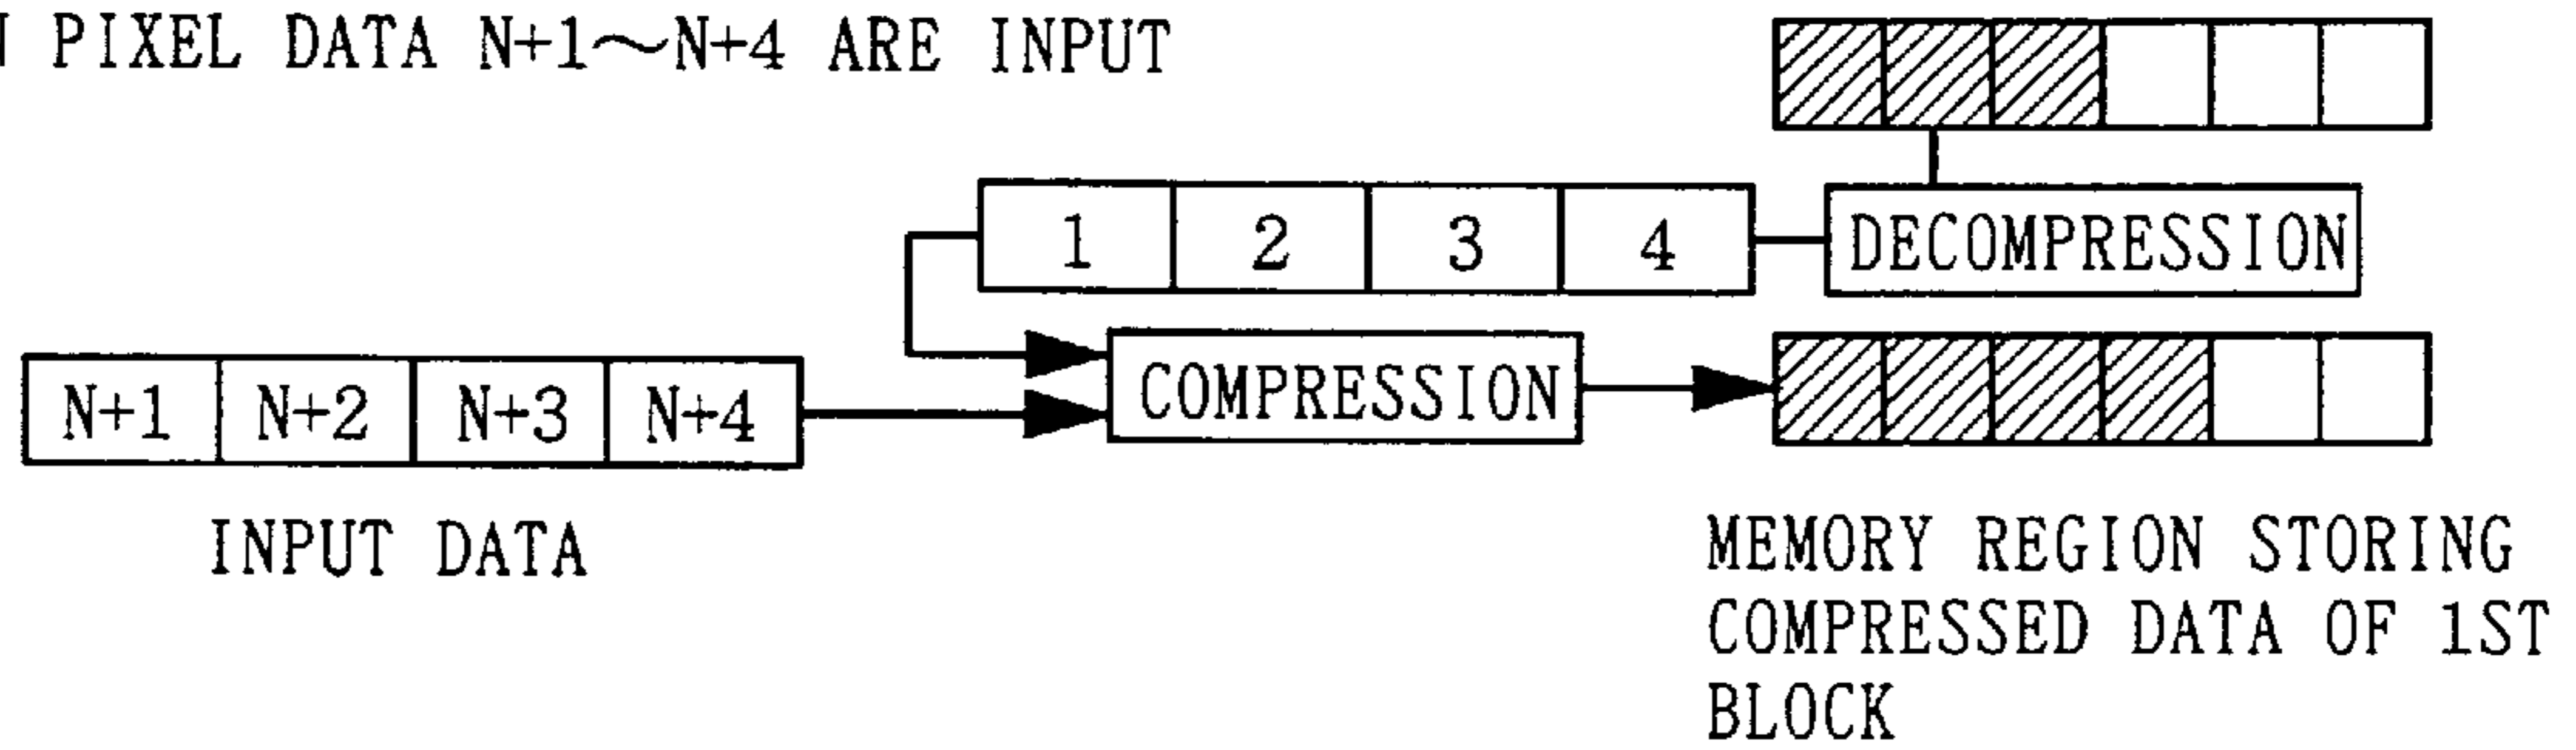 PIXEL DATA N+1～N+4 ARE INPUT
1 2 3 4 DECOMPRESSION
N+1 N+2 N+3 N+4 COMPRESSION
INPUT DATA
MEMORY REGION STORING
COMPRESSED DATA OF 1ST
BLOCK